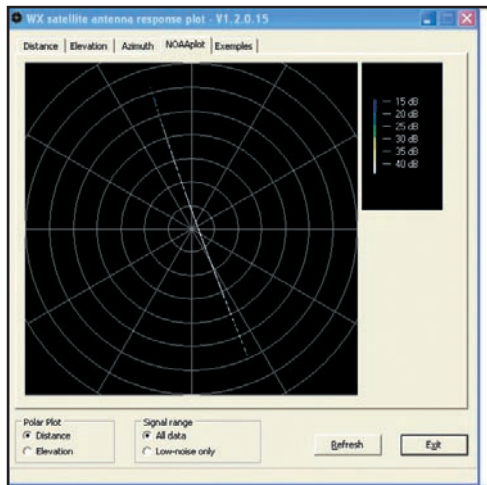 WX satellite antenna response plot - V1.2.0.15
Distance Elevation Azimuth NOAAplot Exemples
15 dB
20 dB
25 dB
30 dB
35 dB
40 dB
Polar Plot
Distance
Elevation
Signal range
All data
Low-noise only
Refresh
Exit